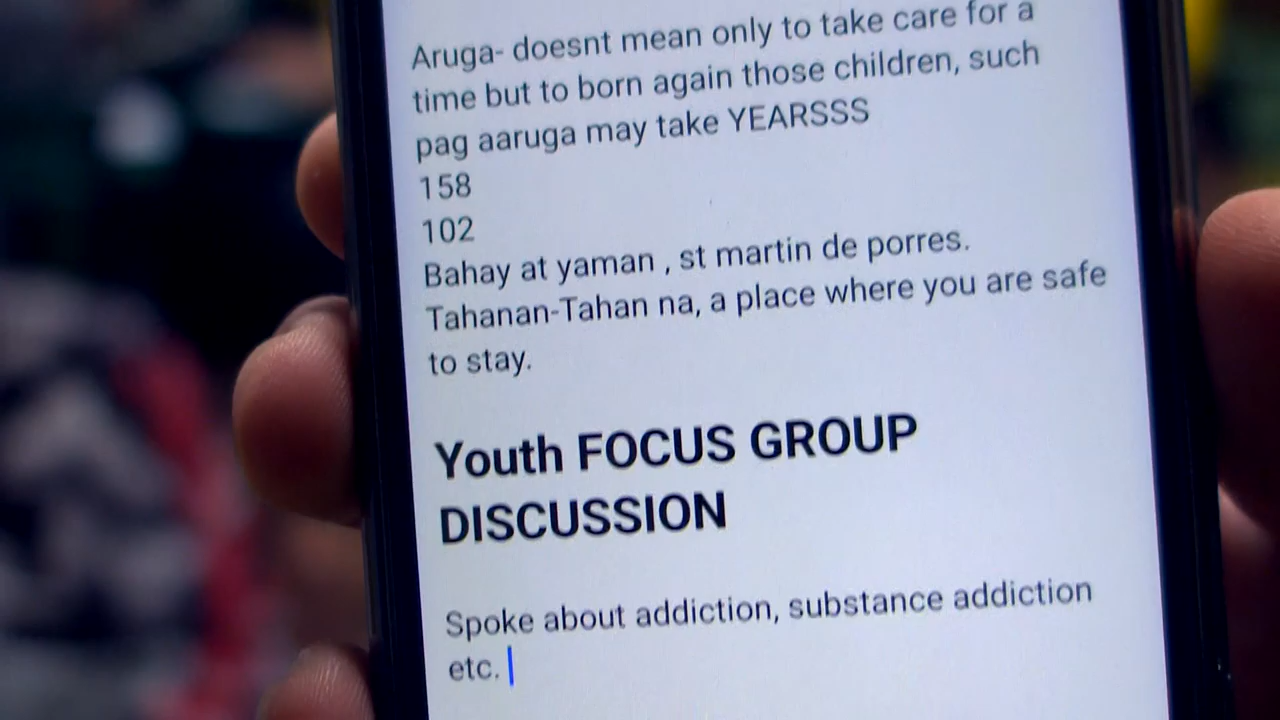 Aruga- doesnt mean only to take care for a
time but to born again those children, such
pag aaruga may take YEARSSS
158
102
Bahay at yaman , st martin de porres.
Tahanan-Tahan na, a place where you are safe
to stay.
Youth FOCUS GROUP
DISCUSSION
Spoke about addiction, substance addiction
etc.